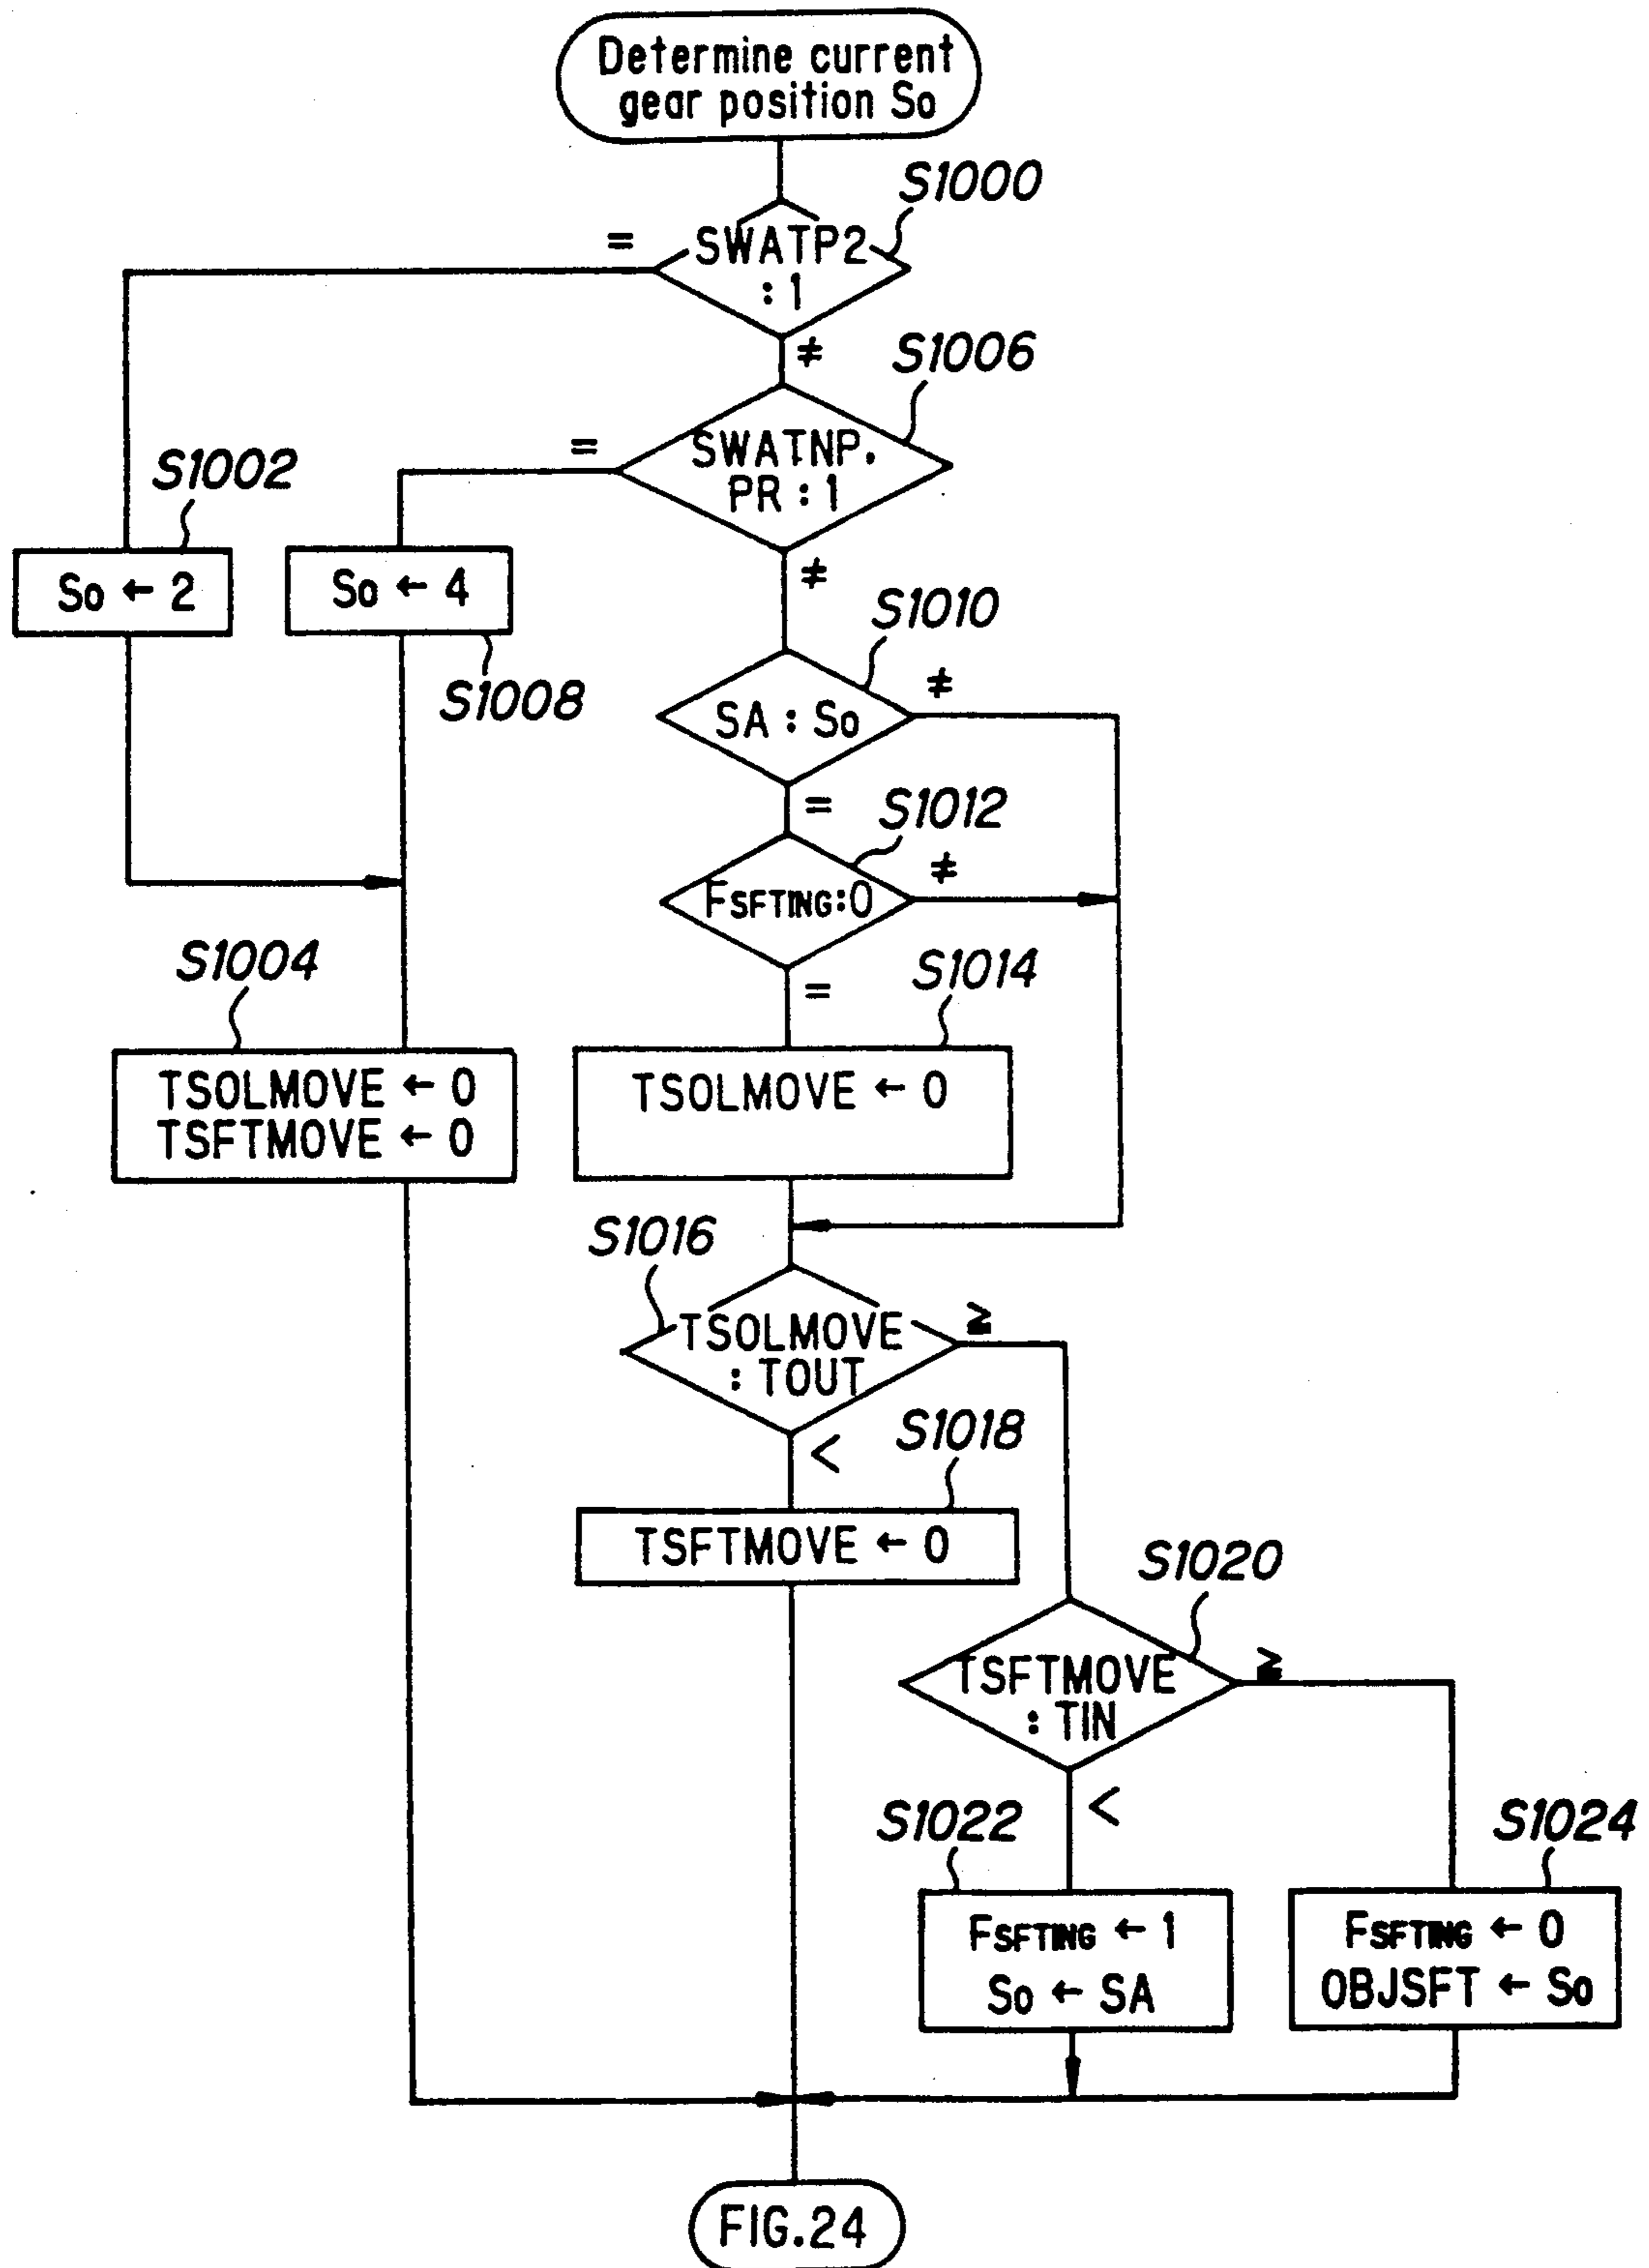 Determine current
gear position So
S1000
=
SWATP2
: 1
≠
S1006
=
SWATNP.
PR : 1
≠
S1002
So ← 2
So ← 4
S1008
S1010
SA : So
≠
=
S1012
FSFTING:0
≠
=
S1004
TSOLMOVE ← 0
TSFTMOVE ← 0
S1014
TSOLMOVE ← 0
S1016
TSOLMOVE
: TOUT
≧
<
S1018
TSFTMOVE ← 0
S1020
TSFTMOVE
: TIN
≧
<
S1022
FSFTING ← 1
So ← SA
S1024
FSFTING ← 0
OBJSFT ← So
FIG.24